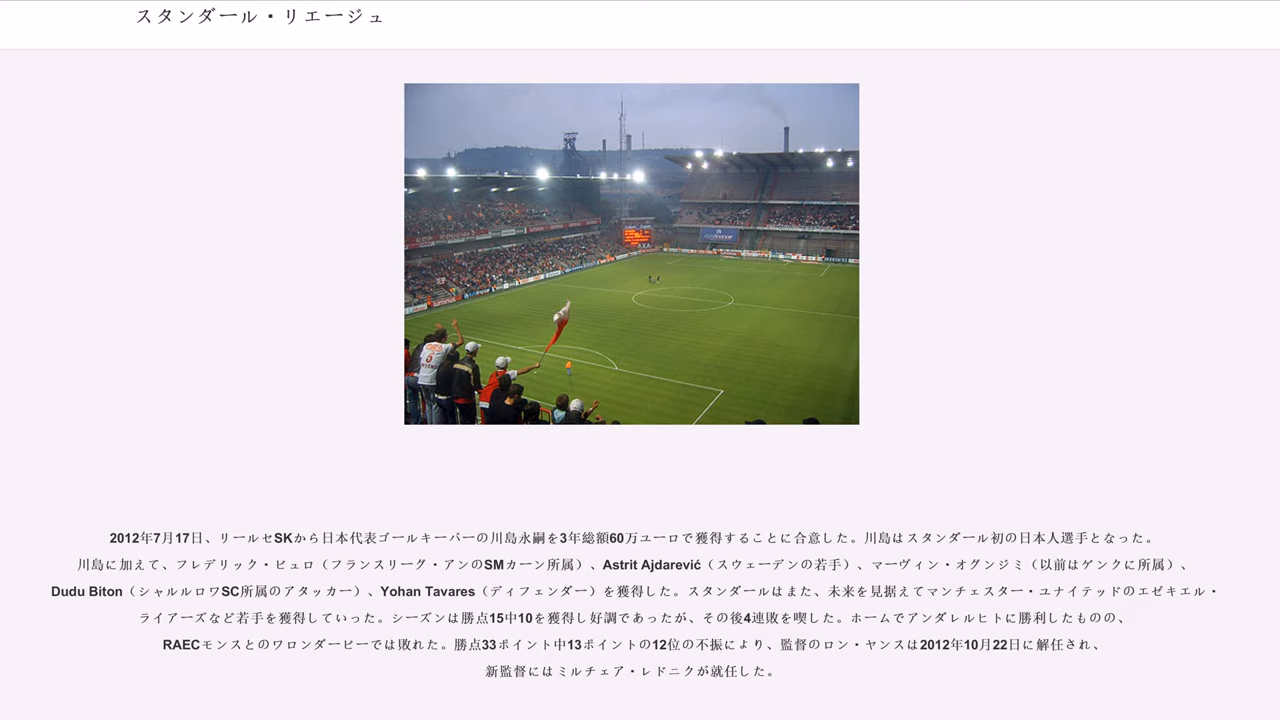 スタンダール・リエージュ
2012年7月17日、リールセSKから日本代表ゴールキーパーの川島永嗣を3年総額60万ユーロで獲得することに合意した。川島はスタンダール初の日本人選手となった。
川島に加えて、フレデリック・ビュロ（フランスリーグ・アンのSMカーン所属）、Astrit Ajdarević（スウェーデンの若手）、マーヴィン・オグンジミ（以前はゲンクに所属）、
Dudu Biton（シャルルロワSC所属のアタッカー）、Yohan Tavares（ディフェンダー）を獲得した。スタンダールはまた、未来を見据えてマンチェスター・ユナイテッドのエゼキエル・
ライアーズなど若手を獲得していった。シーズンは勝点15中10を獲得し好調であったが、その後4連敗を喫した。ホームでアンダレルヒトに勝利したものの、
RAECモンスとのワロンダービーでは敗れた。勝点33ポイント中13ポイントの12位の不振により、監督のロン・ヤンスは2012年10月22日に解任され、
新監督にはミルチェア・レドニクが就任した。